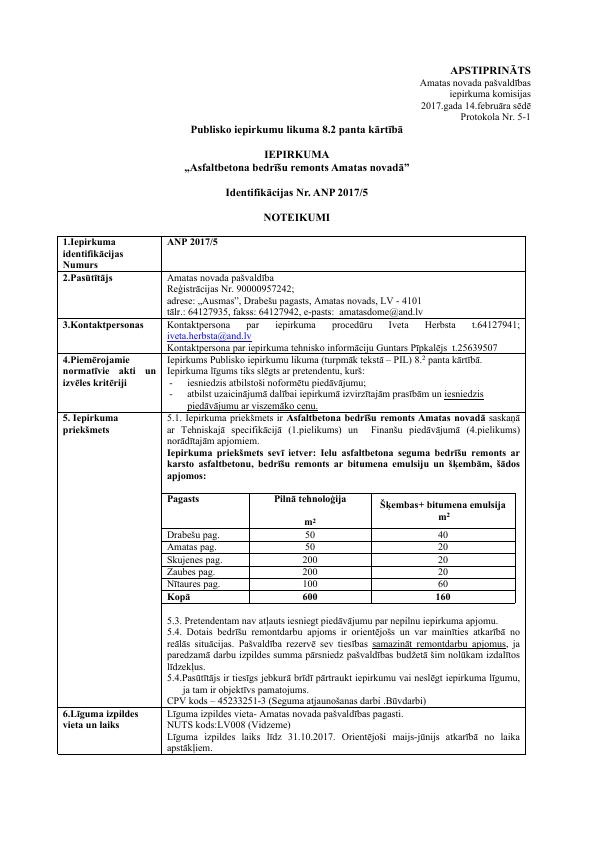 APSTIPRINĀTS
Amatas novada pašvaldības
iepirkuma komisijas
2017.gada 14.februāra sēdē
Protokola Nr. 5-1
Publisko iepirkumu likuma 8.2 panta kārtībā
IEPIRKUMA
„Asfaltbetona bedrīšu remonts Amatas novadā”
Identifikācijas Nr. ANP 2017/5
NOTEIKUMI
1.Iepirkuma identifikācijas Numurs
ANP 2017/5
2.Pasūtītājs
Amatas novada pašvaldība
Reģistrācijas Nr. 90000957242;
adrese: „Ausmas”, Drabešu pagasts, Amatas novads, LV - 4101
tālr.: 64127935, fakss: 64127942, e-pasts: amatasdome@and.lv
3.Kontaktpersonas
Kontaktpersona par iepirkuma procedūru Iveta Herbsta t.64127941;
iveta.herbsta@and.lv
Kontaktpersona par iepirkuma tehnisko informāciju Guntars Pīpkalējs t.25639507
4.Piemērojamie
normatīvie akti un
izvēles kritēriji
Iepirkums Publisko iepirkumu likuma (turpmāk tekstā – PIL) 8.² panta kārtībā.
Iepirkuma līgums tiks slēgts ar pretendentu, kurš:
- iesniedzis atbilstoši noformētu piedāvājumu;
- atbilst uzaicinājumā dalībai iepirkumā izvirzītajām prasībām un iesniedzis
piedāvājumu ar viszemāko cenu.
5. Iepirkuma
priekšmets
5.1. Iepirkuma priekšmets ir Asfaltbetona bedrīšu remonts Amatas novadā saskaņā
ar Tehniskajā specifikācijā (1.pielikums) un Finanšu piedāvājumā (4.pielikums)
norādītajām apjomiem.
Iepirkuma priekšmets sevī ietver: Ielu asfaltbetona seguma bedrīšu remonts ar
karsto asfaltbetonu, bedrīšu remonts ar bitumena emulsiju un šķembām, šādos
apjomos:
Pagasts Pilnā tehnoloģija m² Šķembas+ bitumena emulsija m²
Drabešu pag. 50 40
Amatas pag. 50 20
Skujenes pag. 200 20
Zaubes pag. 200 20
Nītaures pag. 100 60
Kopā 600 160
5.3. Pretendentam nav atļauts iesniegt piedāvājumu par nepilnu iepirkuma apjomu.
5.4. Dotais bedrīšu remontdarbu apjoms ir orientējošs un var mainīties atkarībā no
reālās situācijas. Pašvaldība rezervē sev tiesības samazināt remontdarbu apjomus, ja
paredzamā darbu izpildes summa pārsniedz pašvaldības budžetā šim nolūkam izdalītos
līdzekļus.
5.4.Pasūtītājs ir tiesīgs jebkurā brīdī pārtraukt iepirkumu vai neslēgt iepirkuma līgumu,
ja tam ir objektīvs pamatojums.
CPV kods – 45233251-3 (Seguma atjaunošanas darbi .Būvdarbi)
6.Līguma izpildes
vieta un laiks
Līguma izpildes vieta- Amatas novada pašvaldības pagasti.
NUTS kods:LV008 (Vidzeme)
Līguma izpildes laiks līdz 31.10.2017. Orientējoši maijs-jūnijs atkarībā no laika
apstākļiem.